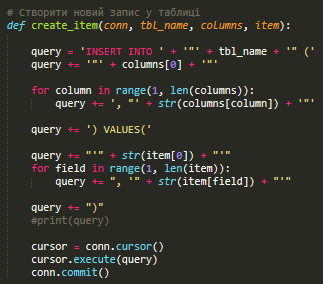 # Створити новий запис у таблиці
def create_item(conn, tbl_name, columns, item):
query = 'INSERT INTO ' + '"' + tbl_name + '" ('
query += '"' + columns[0] + '"'
for column in range(1, len(columns)):
query += ', "' + str(columns[column]) + '"'
query += ') VALUES('
query += "'" + str(item[0]) + "'"
for field in range(1, len(item)):
query += ", '" + str(item[field]) + "'"
query += ")"
#print(query)
cursor = conn.cursor()
cursor.execute(query)
conn.commit()